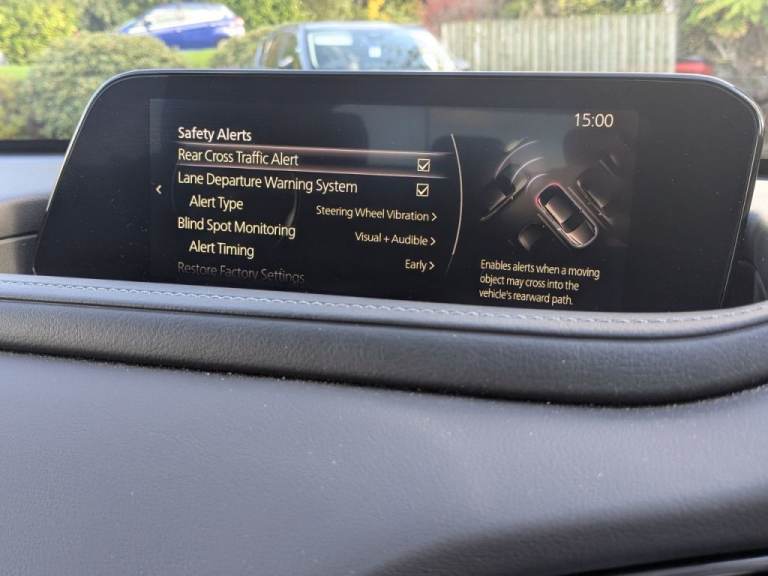 15:00
Safety Alerts
Rear Cross Traffic Alert
Lane Departure Warning System
Alert Type Steering Wheel Vibration >
Blind Spot Monitoring Visual + Audible >
Alert Timing Early >
Restore Factory Settings
Enables alerts when a moving
object may cross into the
vehicle's rearward path.